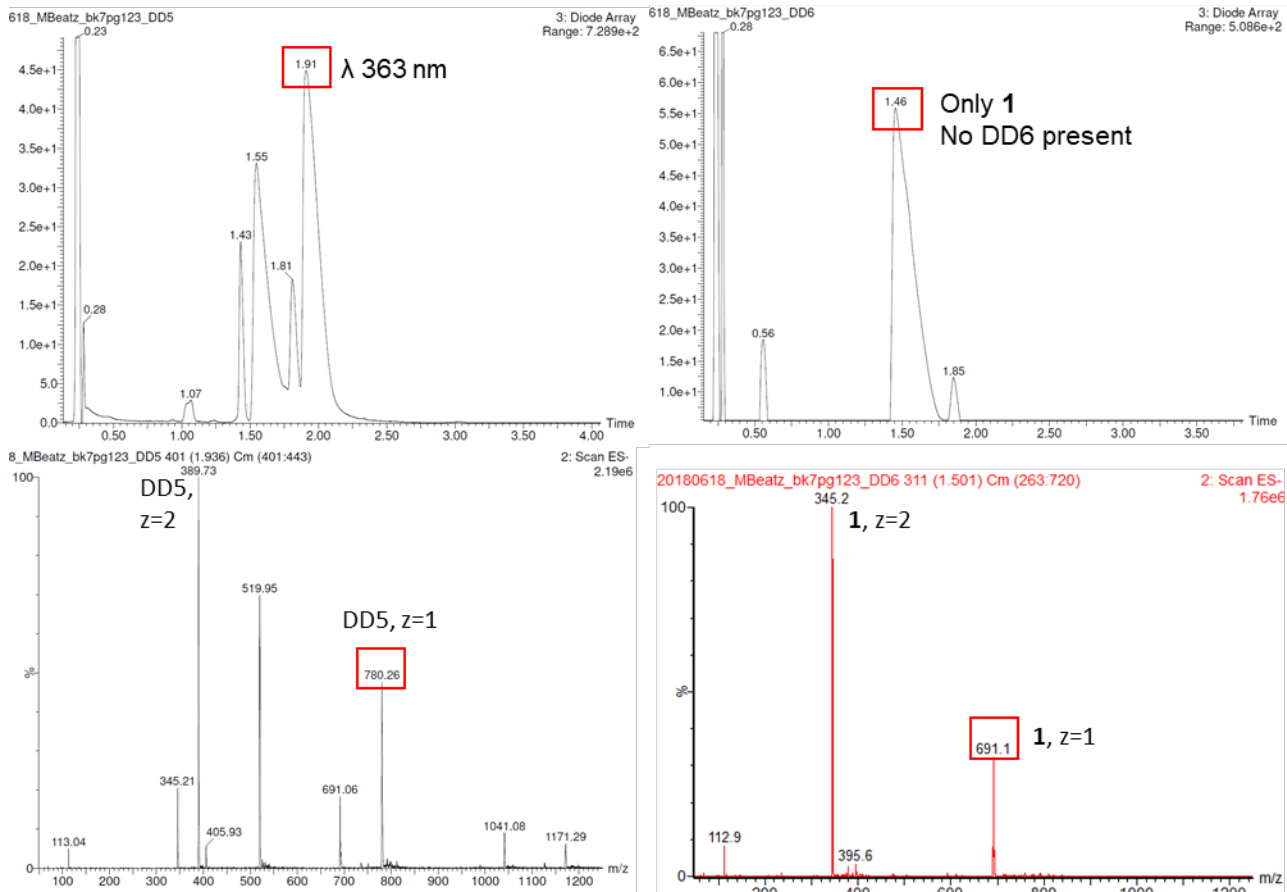 618_MBeatz_bk7pg123_DD5
3: Diode Array
Range: 7.289e+2
0.23
1.91
λ 363 nm
4.5e+1
4.0e+1
3.5e+1
1.55
3.0e+1
2.5e+1
1.43
2.0e+1
1.81
1.5e+1
0.28
1.0e+1
5.0
1.07
0.0
Time
0.50 1.00 1.50 2.00 2.50 3.00 3.50 4.00
618_MBeatz_bk7pg123_DD6
3: Diode Array
Range: 5.086e+2
0.28
6.5e+1
6.0e+1
1.46
Only 1
No DD6 present
5.5e+1
5.0e+1
4.5e+1
4.0e+1
3.5e+1
3.0e+1
2.5e+1
2.0e+1
0.56
1.5e+1
1.85
1.0e+1
Time
0.50 1.00 1.50 2.00 2.50 3.00 3.50
8_MBeatz_bk7pg123_DD5 401 (1.936) Cm (401:443)
2: Scan ES-
2.19e6
100
389.73
DD5,
z=2
519.95
DD5, z=1
780.26
%
345.21
691.06
405.93
113.04
1041.08
1171.29
0
m/z
100 200 300 400 500 600 700 800 900 1000 1100 1200
20180618_MBeatz_bk7pg123_DD6 311 (1.501) Cm (263:720)
2: Scan ES-
1.76e6
345.2
100
1, z=2
%
1, z=1
691.1
112.9
395.6
0
m/z
200 400 600 800 1000 1200